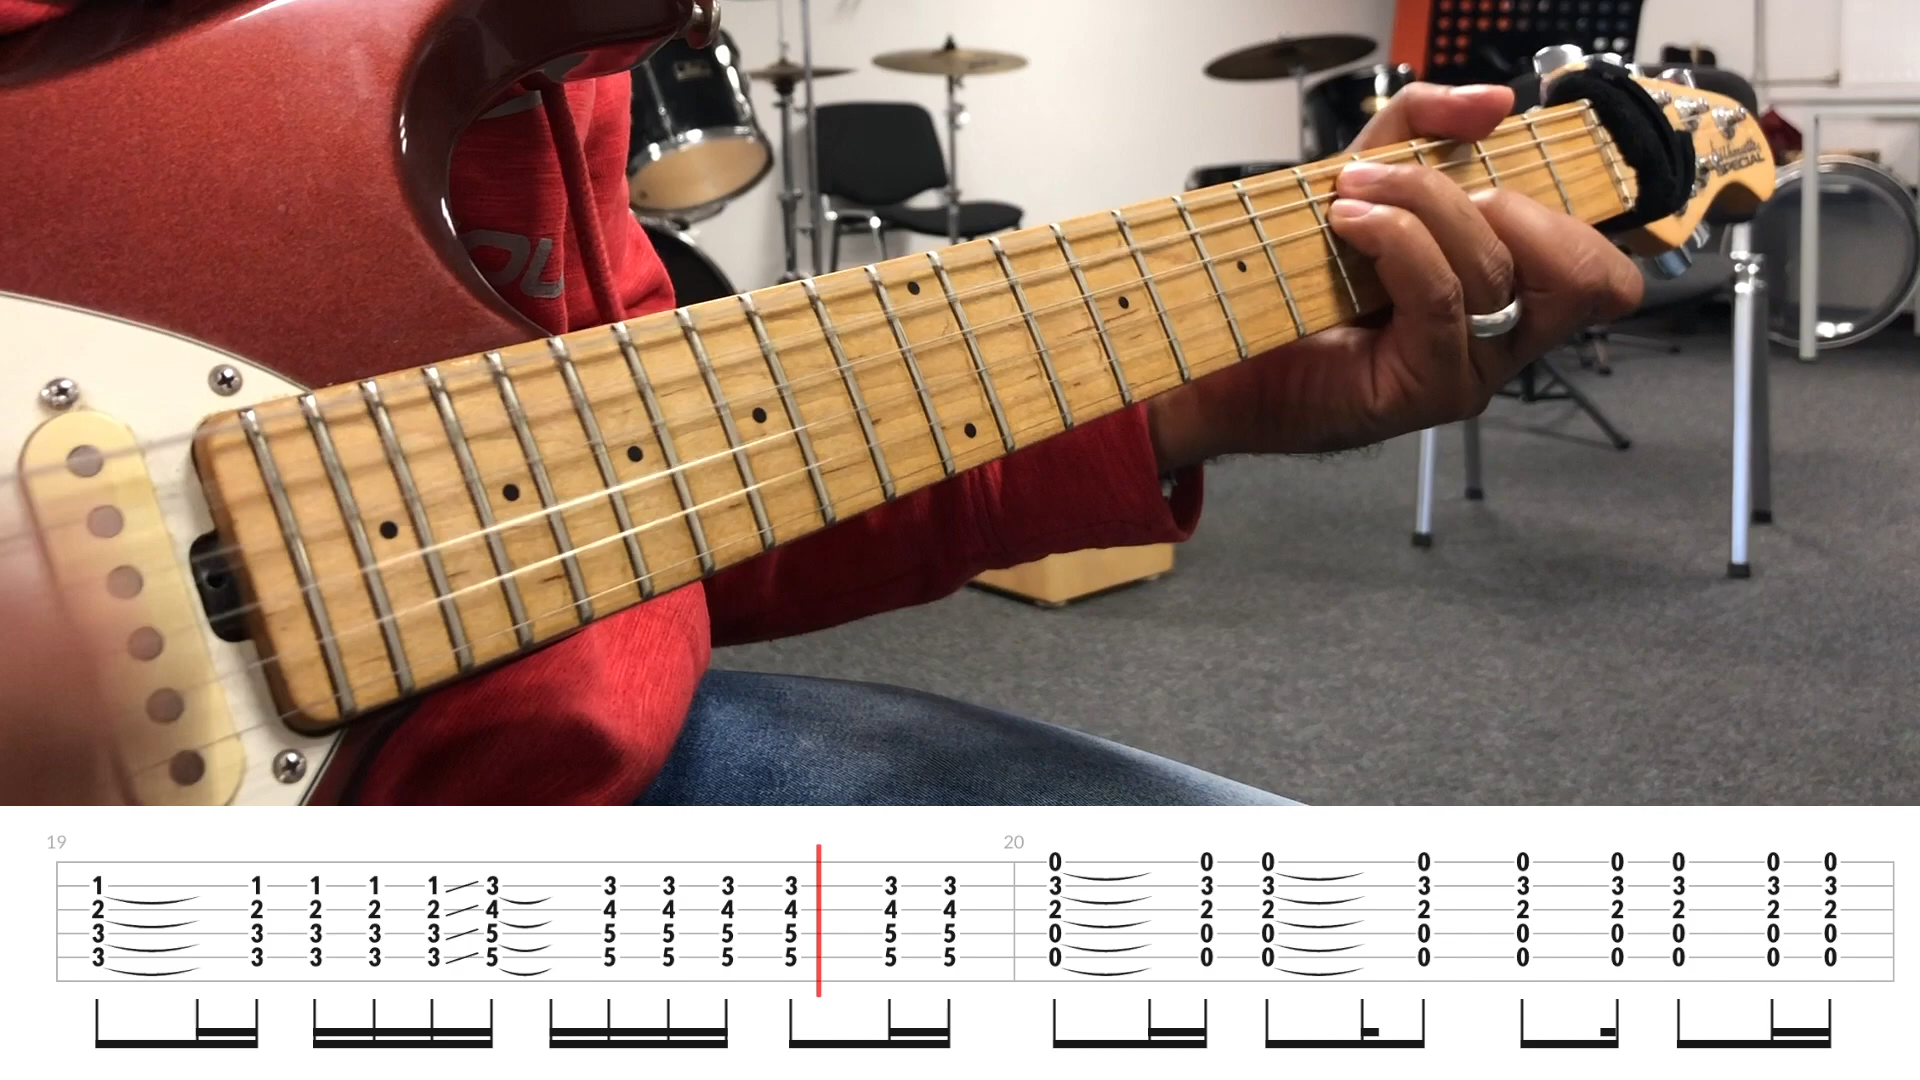 OU
Silhouette
SPECIAL
19 20
0 0 0 0 0 0 0 0 0
1 1 1 1 1 3 3 3 3 3 3 3 3 3 3 3 3 3 3 3 3 3
2 2 2 2 2 4 4 4 4 4 4 4 2 2 2 2 2 2 2 2 2
3 3 3 3 3 5 5 5 5 5 5 5 0 0 0 0 0 0 0 0 0
3 3 3 3 3 5 5 5 5 5 5 5 0 0 0 0 0 0 0 0 0